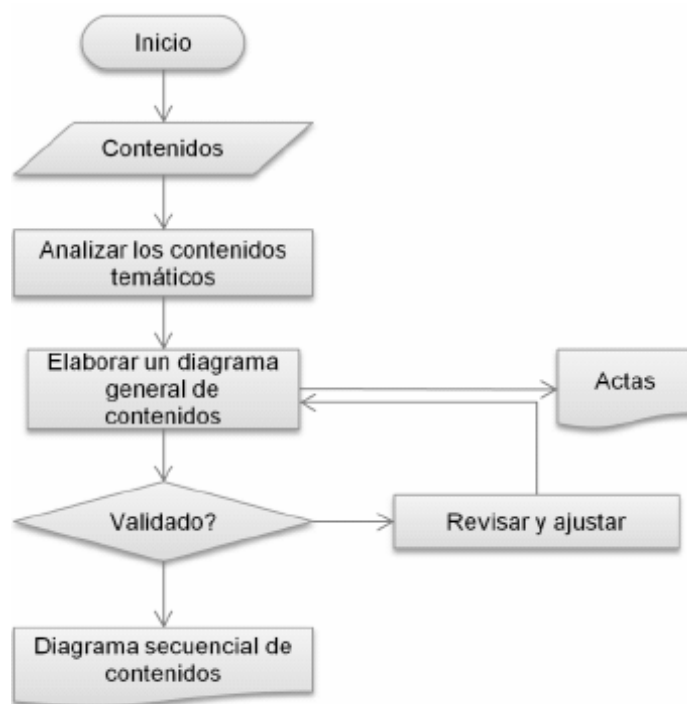 Inicio
Contenidos
Analizar los contenidos
temáticos
Elaborar un diagrama
general de
contenidos
Actas
Validado?
Revisar y ajustar
Diagrama secuencial de
contenidos